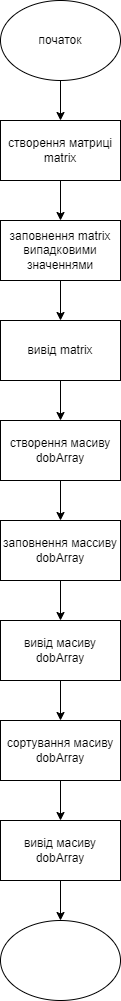 початок
створення матриці
matrix
заповнення matrix
випадковими
значеннями
вивід matrix
створення масиву
dobArray
заповнення массиву
dobArray
вивід масиву
dobArray
сортування масиву
dobArray
вивід масиву
dobArray